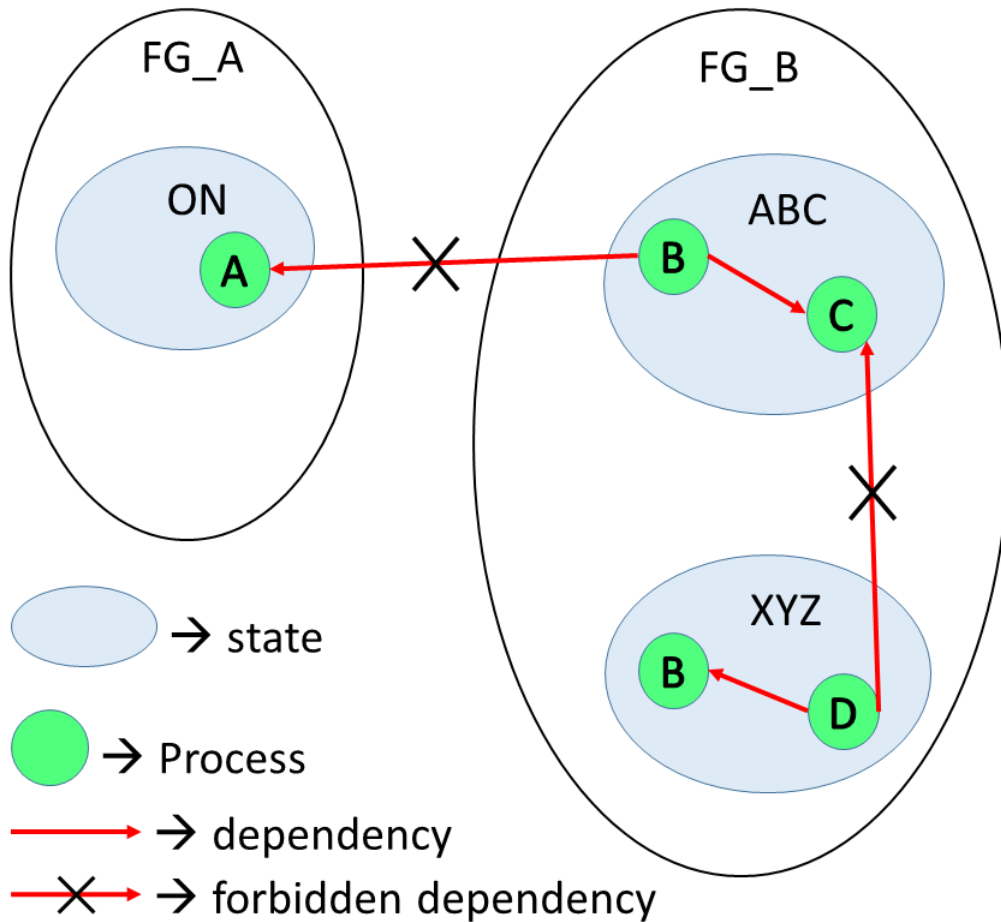 FG_A
FG_B
ON
A
ABC
B
C
XYZ
B
D
→ state
→ Process
→ dependency
→ forbidden dependency